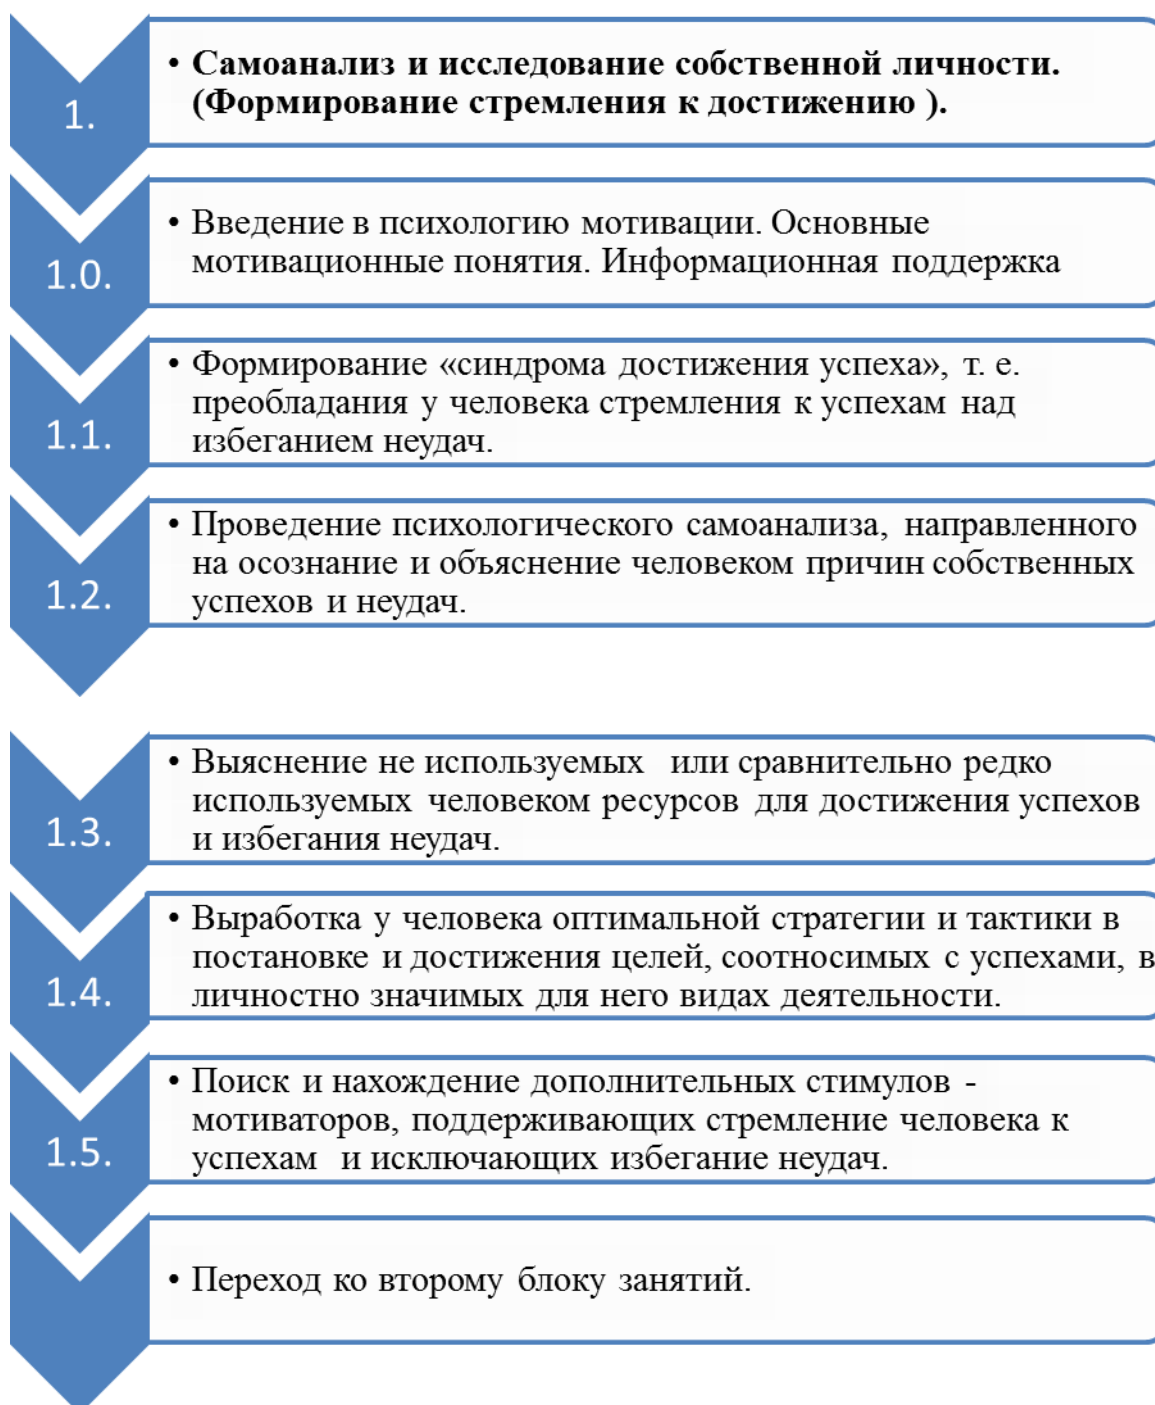 1.
• Самоанализ и исследование собственной личности.
(Формирование стремления к достижению ).
1.0.
• Введение в психологию мотивации. Основные
мотивационные понятия. Информационная поддержка
1.1.
• Формирование «синдрома достижения успеха», т. е.
преобладания у человека стремления к успехам над
избеганием неудач.
1.2.
• Проведение психологического самоанализа, направленного
на осознание и объяснение человеком причин собственных
успехов и неудач.
1.3.
• Выяснение не используемых или сравнительно редко
используемых человеком ресурсов для достижения успехов
и избегания неудач.
1.4.
• Выработка у человека оптимальной стратегии и тактики в
постановке и достижения целей, соотносимых с успехами, в
личностно значимых для него видах деятельности.
1.5.
• Поиск и нахождение дополнительных стимулов -
мотиваторов, поддерживающих стремление человека к
успехам и исключающих избегание неудач.
• Переход ко второму блоку занятий.